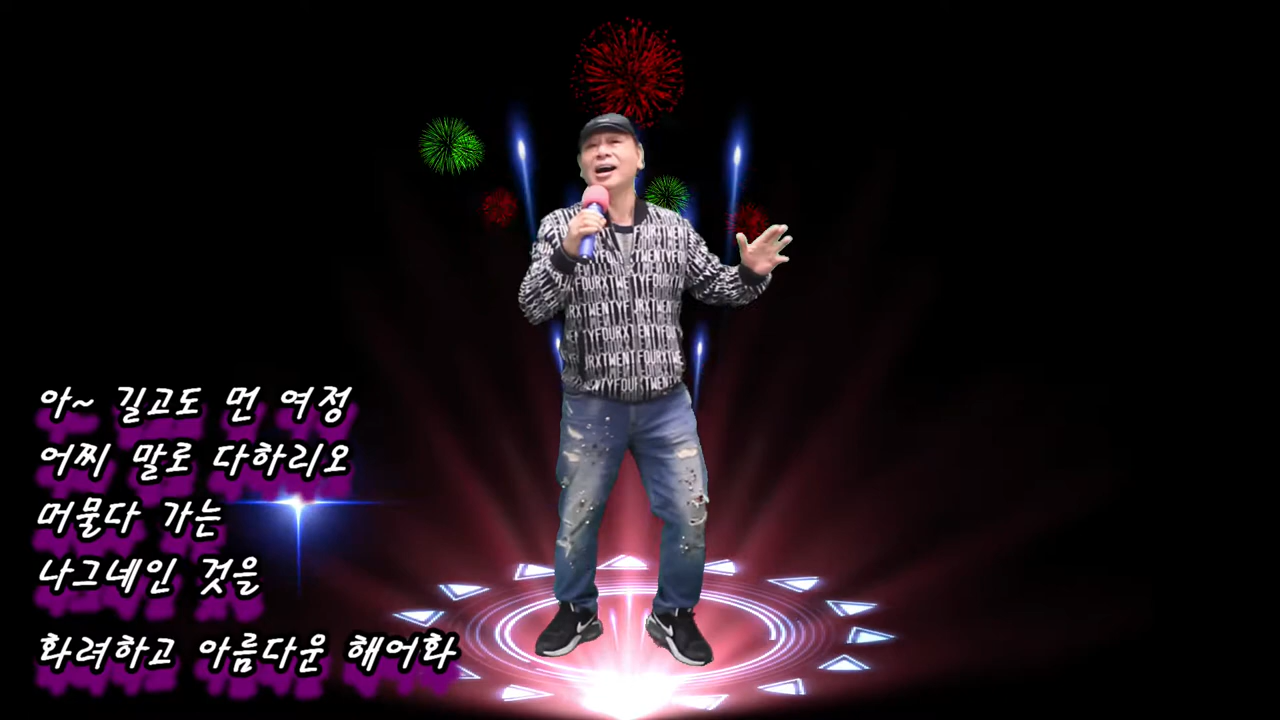 아~ 길고도 먼 여정
어찌 말로 다하리오
머물다 가는
나그네인 것을
화려하고 아름다운 해어화